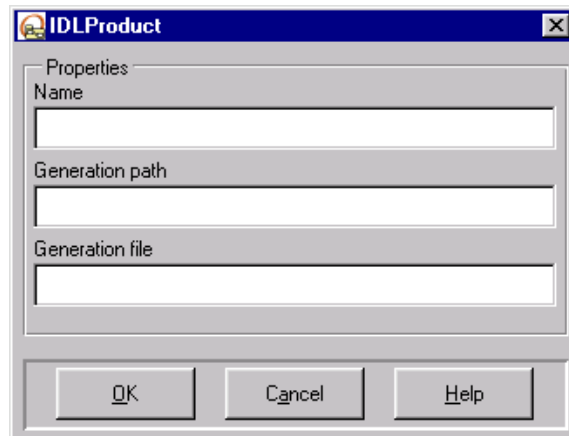 IDLProduct
Properties
Name
Generation path
Generation file
OK Cancel Help